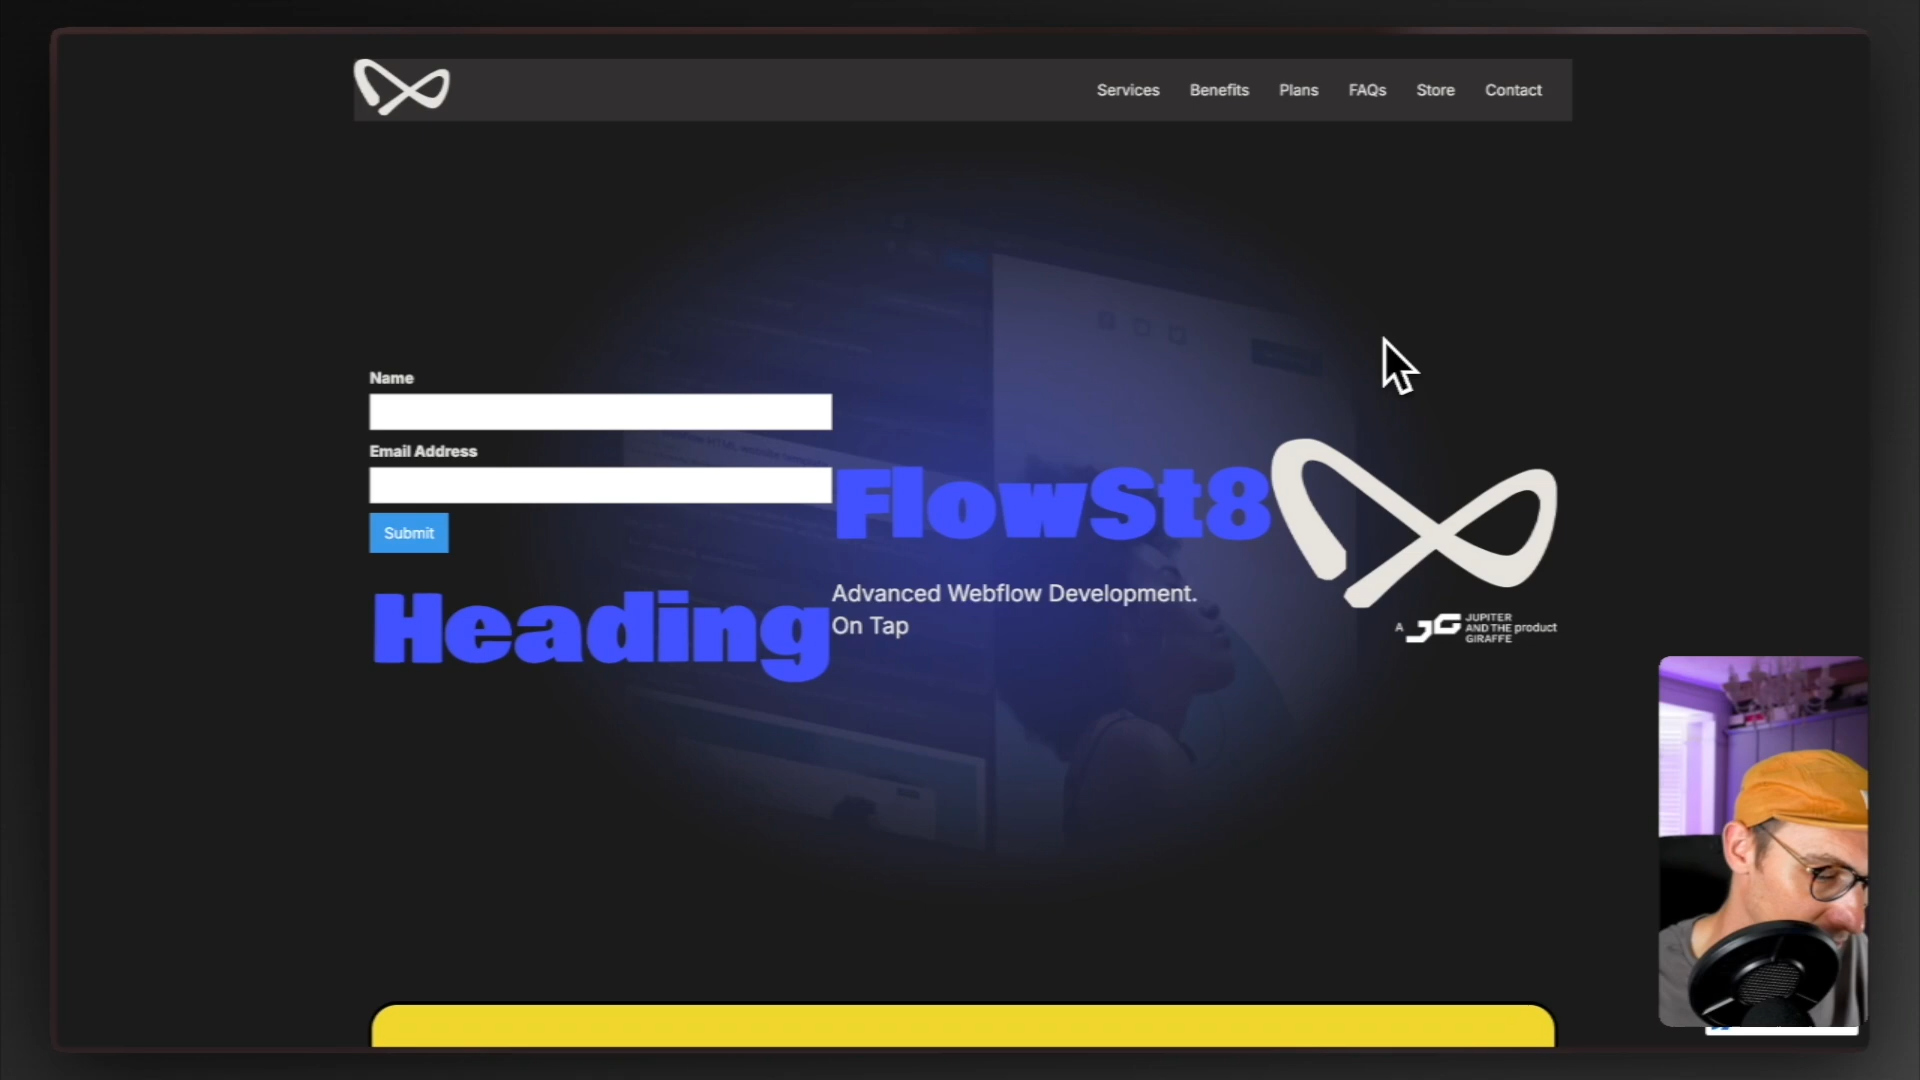 Services Benefits Plans FAQs Store Contact
Name
Email Address
Submit
Heading
FlowSt8
Advanced Webflow Development.
On Tap
A JG JUPITER AND THE GIRAFFE product